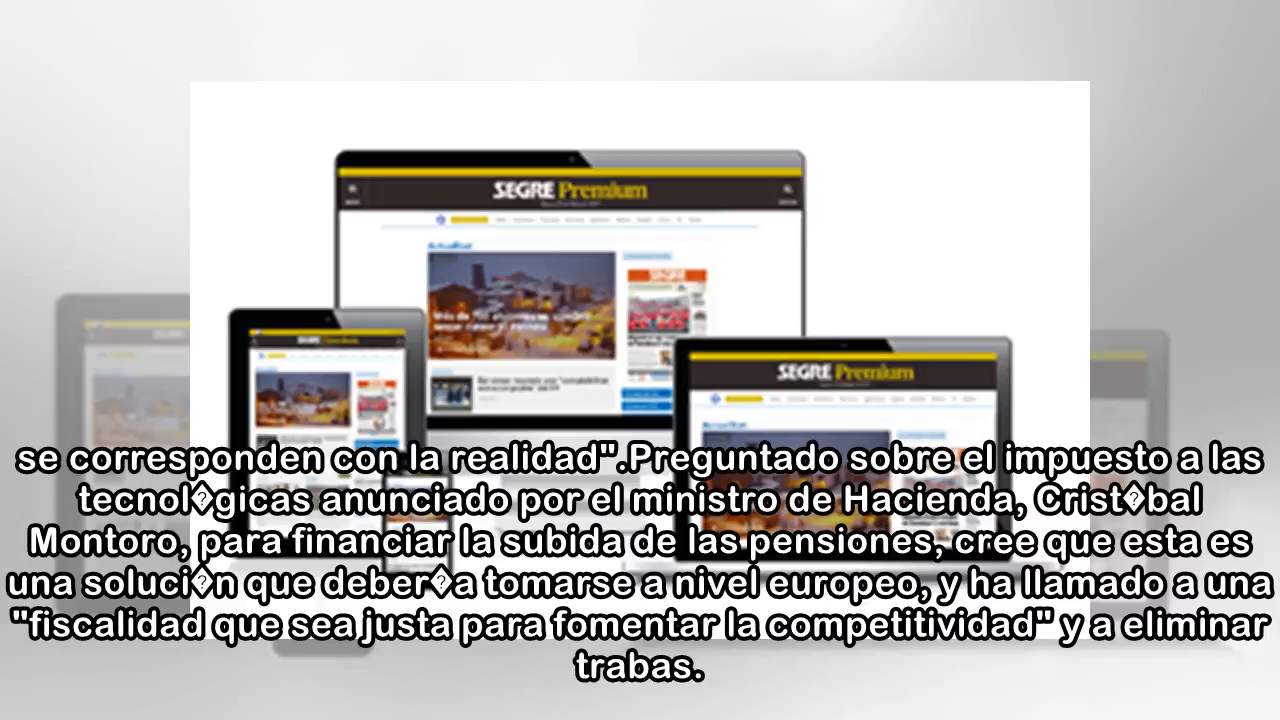 SEGRE Premium
SEGRE
SEGRE Premium
se corresponden con la realidad".Preguntado sobre el impuesto a las
tecnol�gicas anunciado por el ministro de Hacienda, Crist�bal
Montoro, para financiar la subida de las pensiones, cree que esta es
una soluci�n que deber�a tomarse a nivel europeo, y ha llamado a una
"fiscalidad que sea justa para fomentar la competitividad" y a eliminar
trabas.